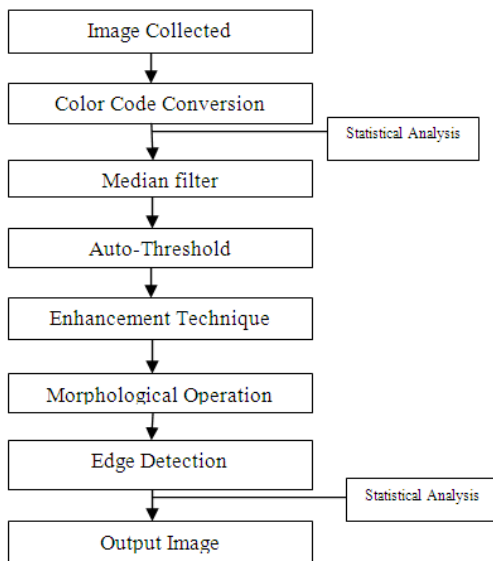 Image Collected
Color Code Conversion
Statistical Analysis
Median filter
Auto-Threshold
Enhancement Technique
Morphological Operation
Edge Detection
Statistical Analysis
Output Image